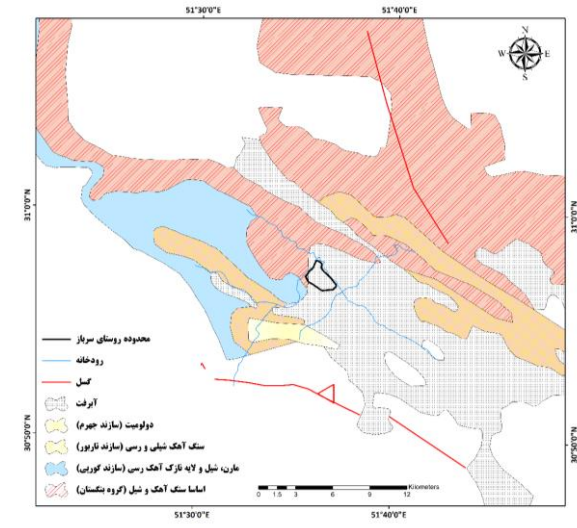 51°30'0"E
51°40'0"E
N
W
E
S
31°0'0"N
31°0'0"N
محدوده روستای سرباز
رودخانه
گسل
آبرفت
دولومیت (سازند جهرم)
سنگ آهک شیلی و رسی (سازند تاربور)
مارن، شیل و لایه نازک آهک رسی (سازند گورپی)
اساسا سنگ آهک و شیل (گروه بنگستان)
30°50'0"N
30°50'0"N
Kilometers
0 1.5 3 6 9 12
51°30'0"E
51°40'0"E